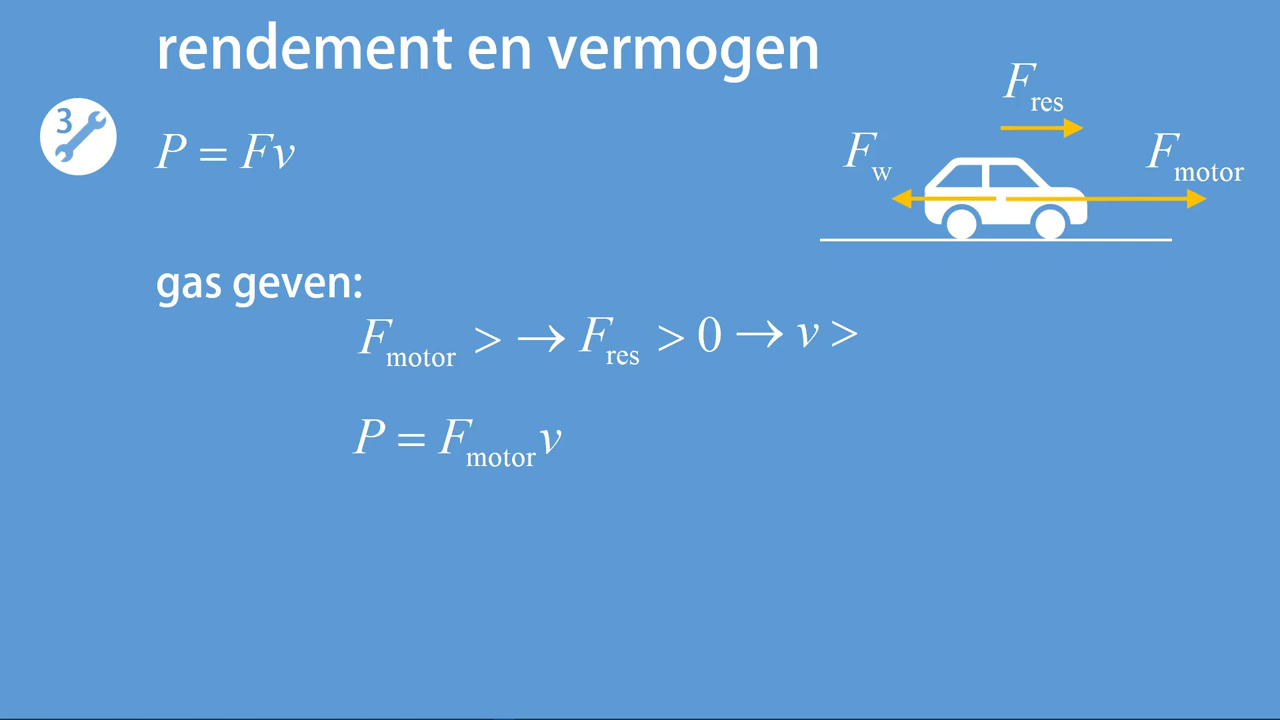 rendement en vermogen
3
P = Fv
F_res
F_w
F_motor
gas geven:
F_motor > → F_res > 0 → v >
P = F_motor v